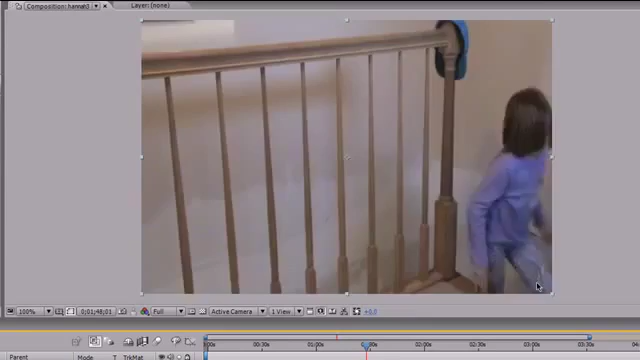 Composition: hannah3
Layer: (none)
100%
0;01;48;01
Full
Active Camera
1 View
+0.0
00s
00:30s
01:00s
01:30s
02:00s
02:30s
03:00s
03:30s
Parent
Mode
T
TrkMat